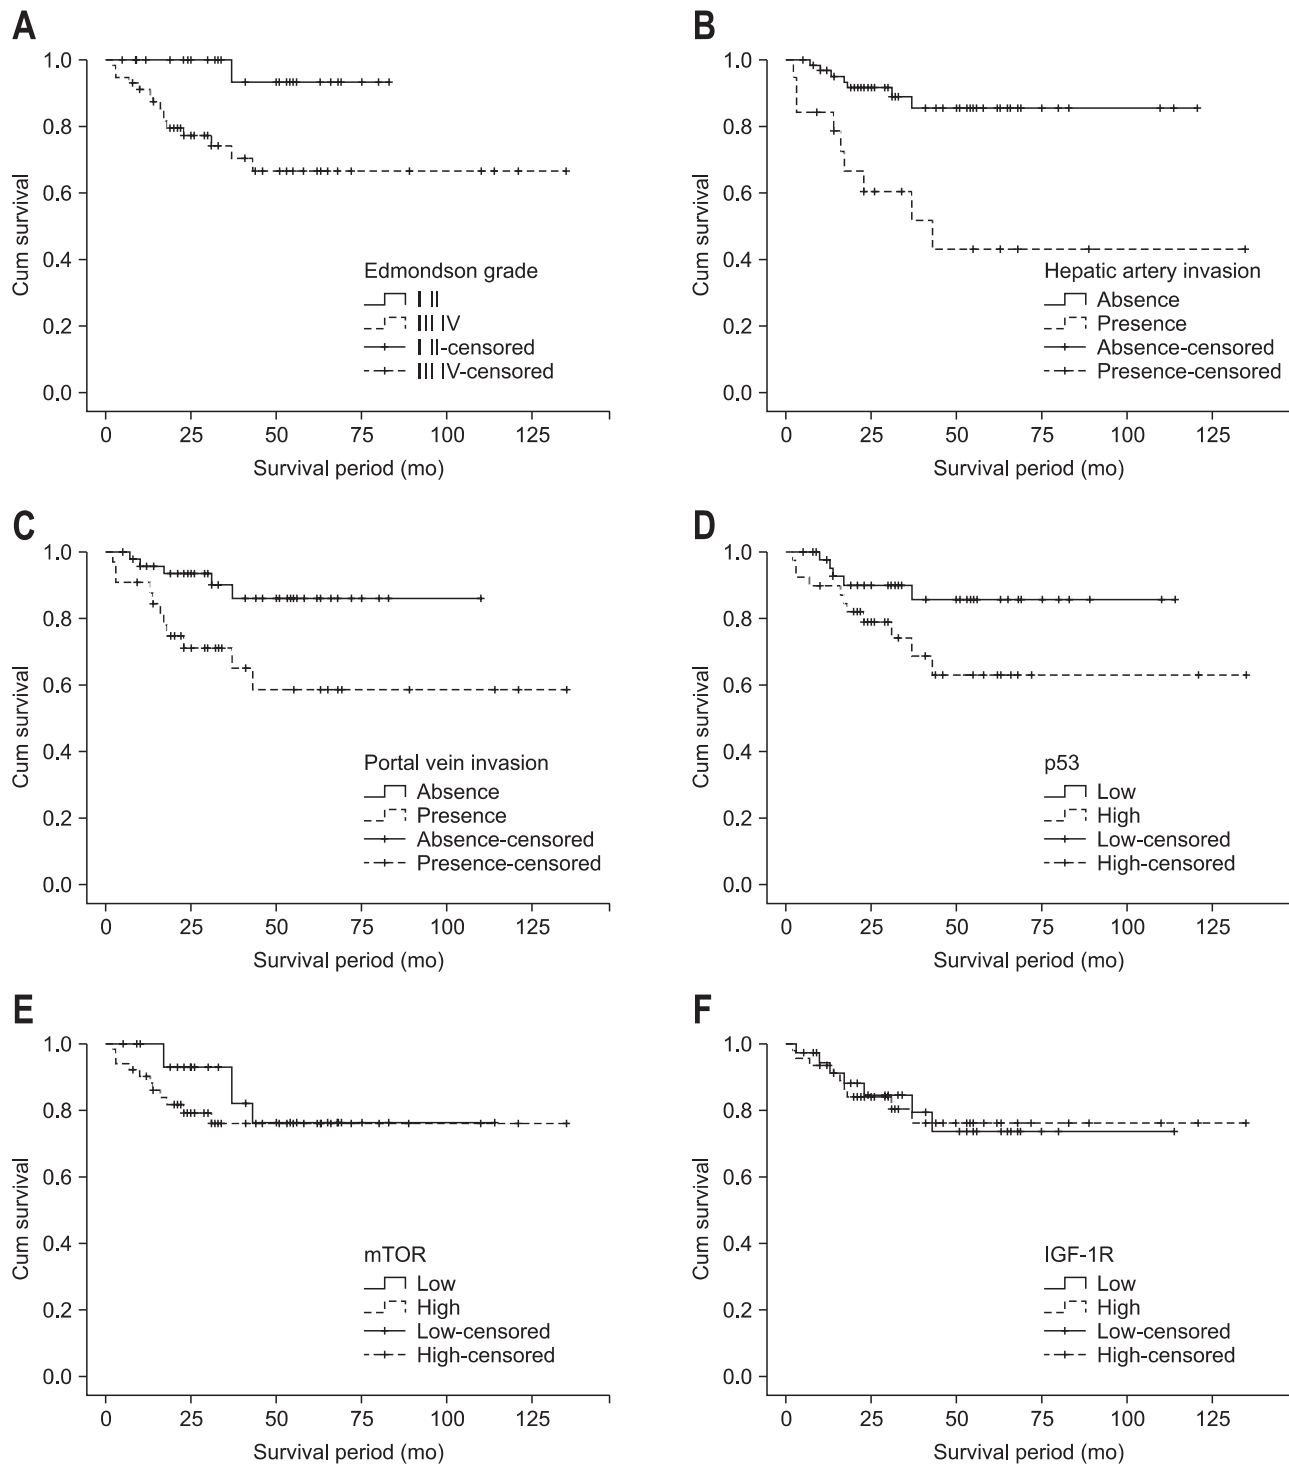 A
1.0
0.8
0.6
0.4
0.2
0.0
Cum survival
Edmondson grade
I II
III IV
I II-censored
III IV-censored
0 25 50 75 100 125
Survival period (mo)
B
1.0
0.8
0.6
0.4
0.2
0.0
Cum survival
Hepatic artery invasion
Absence
Presence
Absence-censored
Presence-censored
0 25 50 75 100 125
Survival period (mo)
C
1.0
0.8
0.6
0.4
0.2
0.0
Cum survival
Portal vein invasion
Absence
Presence
Absence-censored
Presence-censored
0 25 50 75 100 125
Survival period (mo)
D
1.0
0.8
0.6
0.4
0.2
0.0
Cum survival
p53
Low
High
Low-censored
High-censored
0 25 50 75 100 125
Survival period (mo)
E
1.0
0.8
0.6
0.4
0.2
0.0
Cum survival
mTOR
Low
High
Low-censored
High-censored
0 25 50 75 100 125
Survival period (mo)
F
1.0
0.8
0.6
0.4
0.2
0.0
Cum survival
IGF-1R
Low
High
Low-censored
High-censored
0 25 50 75 100 125
Survival period (mo)